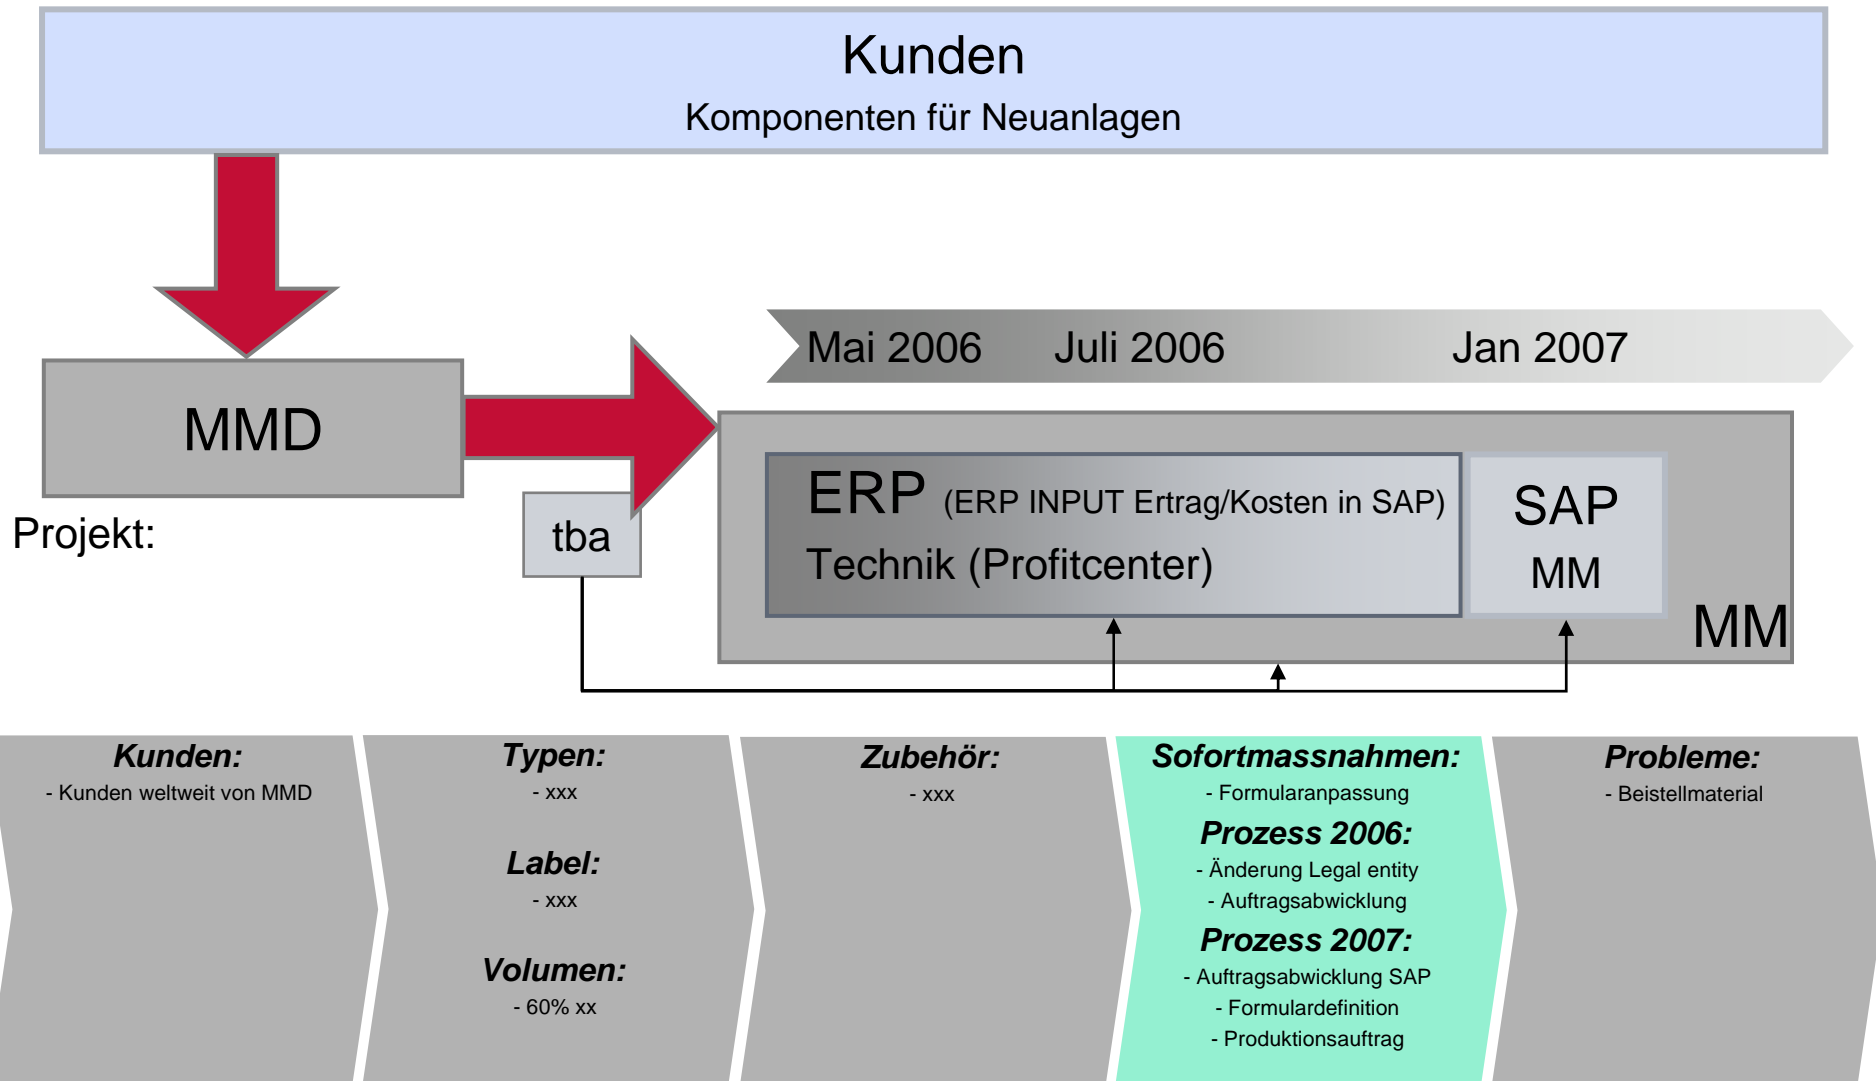 Kunden
Komponenten für Neuanlagen
Mai 2006 Juli 2006 Jan 2007
MMD
ERP (ERP INPUT Ertrag/Kosten in SAP)
Technik (Profitcenter)
SAP
MM
MM
Projekt:
tba
Kunden:
- Kunden weltweit von MMD
Typen:
- xxx
Label:
- xxx
Volumen:
- 60% xx
Zubehör:
- xxx
Sofortmassnahmen:
- Formularanpassung
Prozess 2006:
- Änderung Legal entity
- Auftragsabwicklung
Prozess 2007:
- Auftragsabwicklung SAP
- Formulardefinition
- Produktionsauftrag
Probleme:
- Beistellmaterial